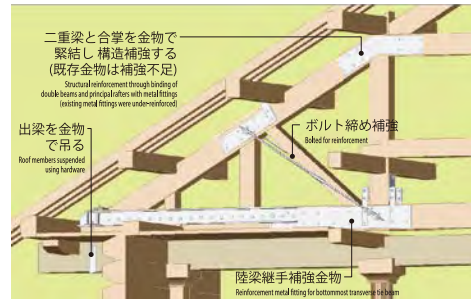 二重梁と合掌を金物で
緊結し構造補強する
(既存金物は補強不足)
Structural reinforcement through binding of
double beams and principal rafters with metal fittings
(existing metal fittings were under-reinforced)
出梁を金物
で吊る
Roof members suspended
using hardware
ボルト締め補強
Bolted for reinforcement
陸梁継手補強金物
Reinforcement metal fitting for bottommost transverse tie beam